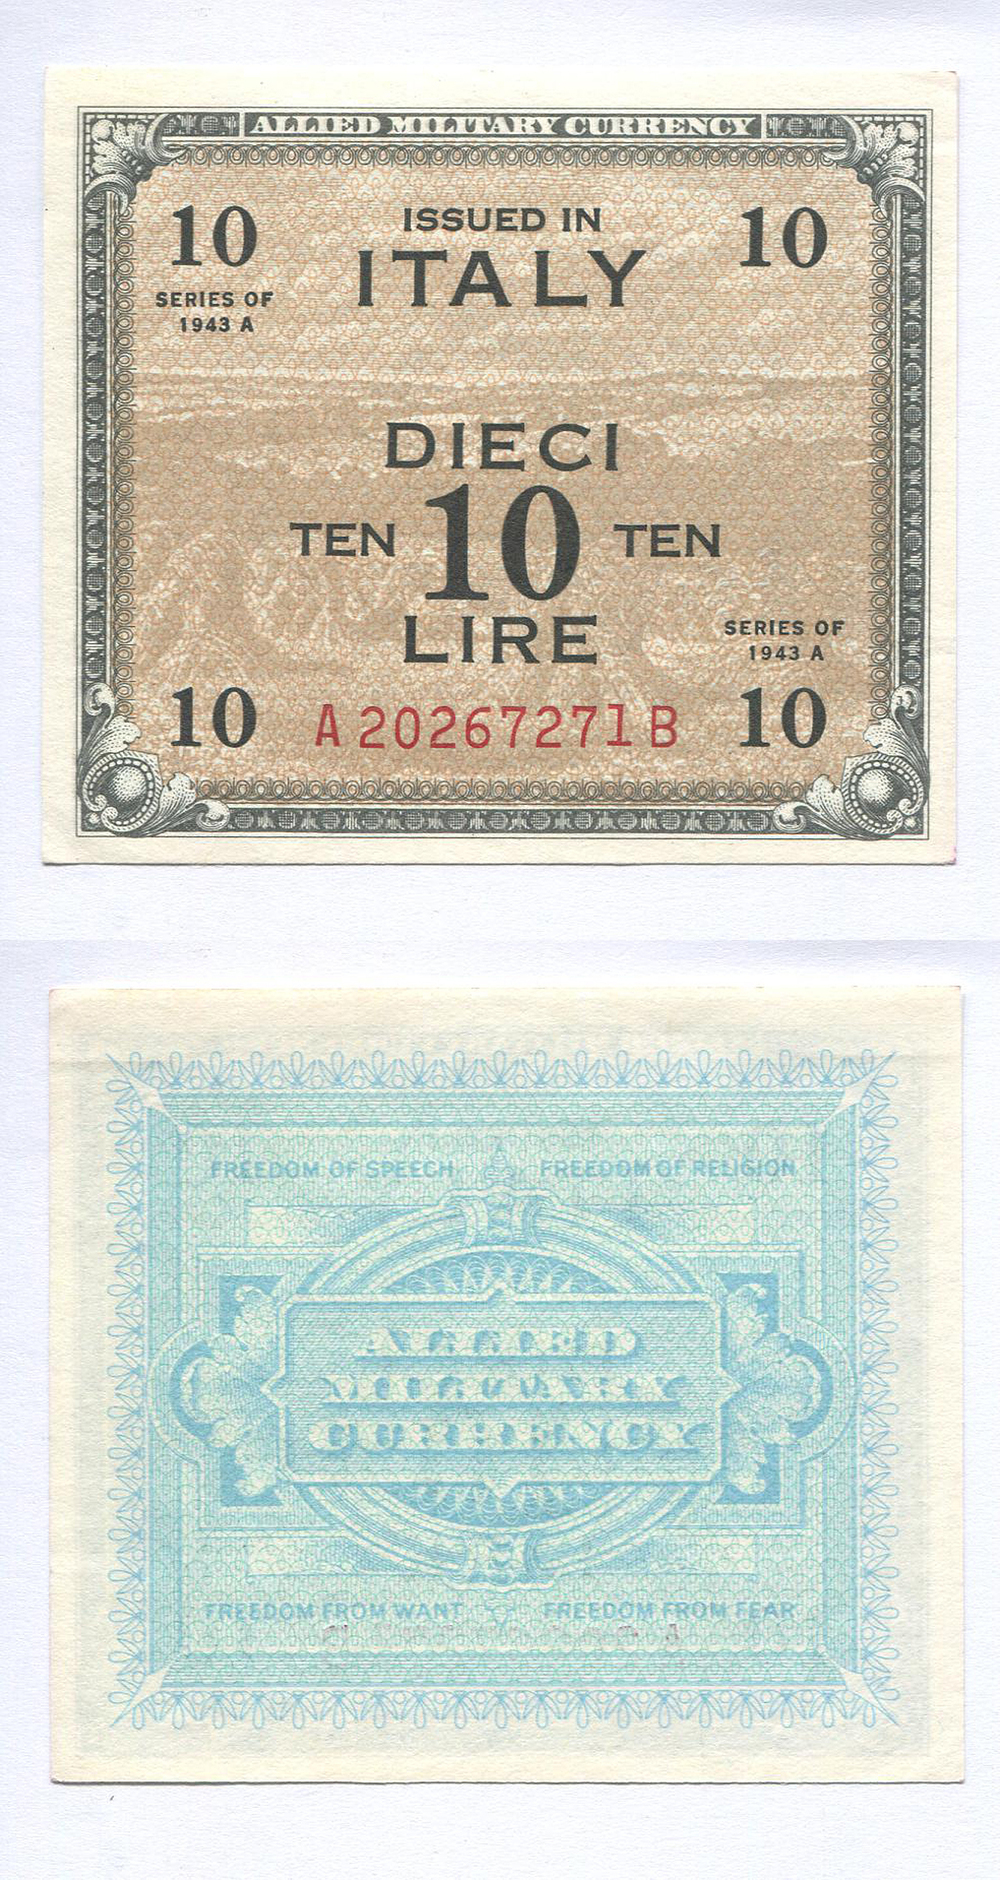 ALLIED MILITARY CURRENCY
10 ISSUED IN 10
ITALY
SERIES OF
1943 A
DIECI
TEN 10 TEN
LIRE
SERIES OF
1943 A
10 A20267271B 10
FREEDOM OF SPEECH FREEDOM OF RELIGION
ALLIED
MILITARY
CURRENCY
FREEDOM FROM WANT FREEDOM FROM FEAR